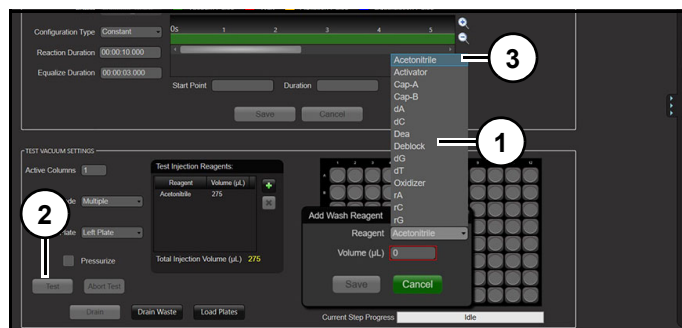 Configuration Type Constant
0s 1 2 3 4 5
Reaction Duration 00:00:10.000
Equalize Duration 00:00:03.000
Start Point Duration
Save Cancel
Acetonitrile
Activator
Cap-A
Cap-B
dA
dC
Dea
Deblock
dG
dT
Oxidizer
rA
rC
rG
3
1
2
TEST VACUUM SETTINGS
Active Columns 1
Multiple
Left Plate
Pressurize
Test Abort Test
Drain Drain Waste Load Plates
Test Injection Reagents:
Reagent Volume (µL)
Acetonitrile 275
Total Injection Volume (µL) 275
Add Wash Reagent
Reagent Acetonitrile
Volume (µL) 0
Save Cancel
Current Step Progress Idle